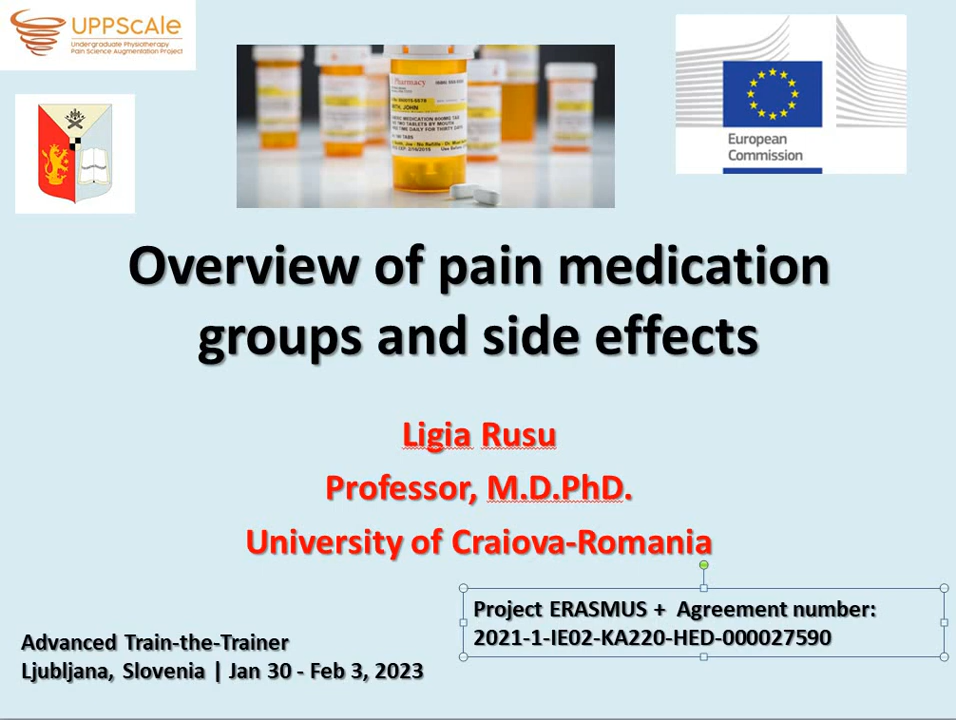 UPPSCALE
Undergraduate Physiotherapy
Pain Science Augmentation Project
Pharmacy
European
Commission
Overview of pain medication
groups and side effects
Ligia Rusu
Professor, M.D.PhD.
University of Craiova-Romania
Project ERASMUS + Agreement number:
2021-1-IE02-KA220-HED-000027590
Advanced Train-the-Trainer
Ljubljana, Slovenia | Jan 30 - Feb 3, 2023